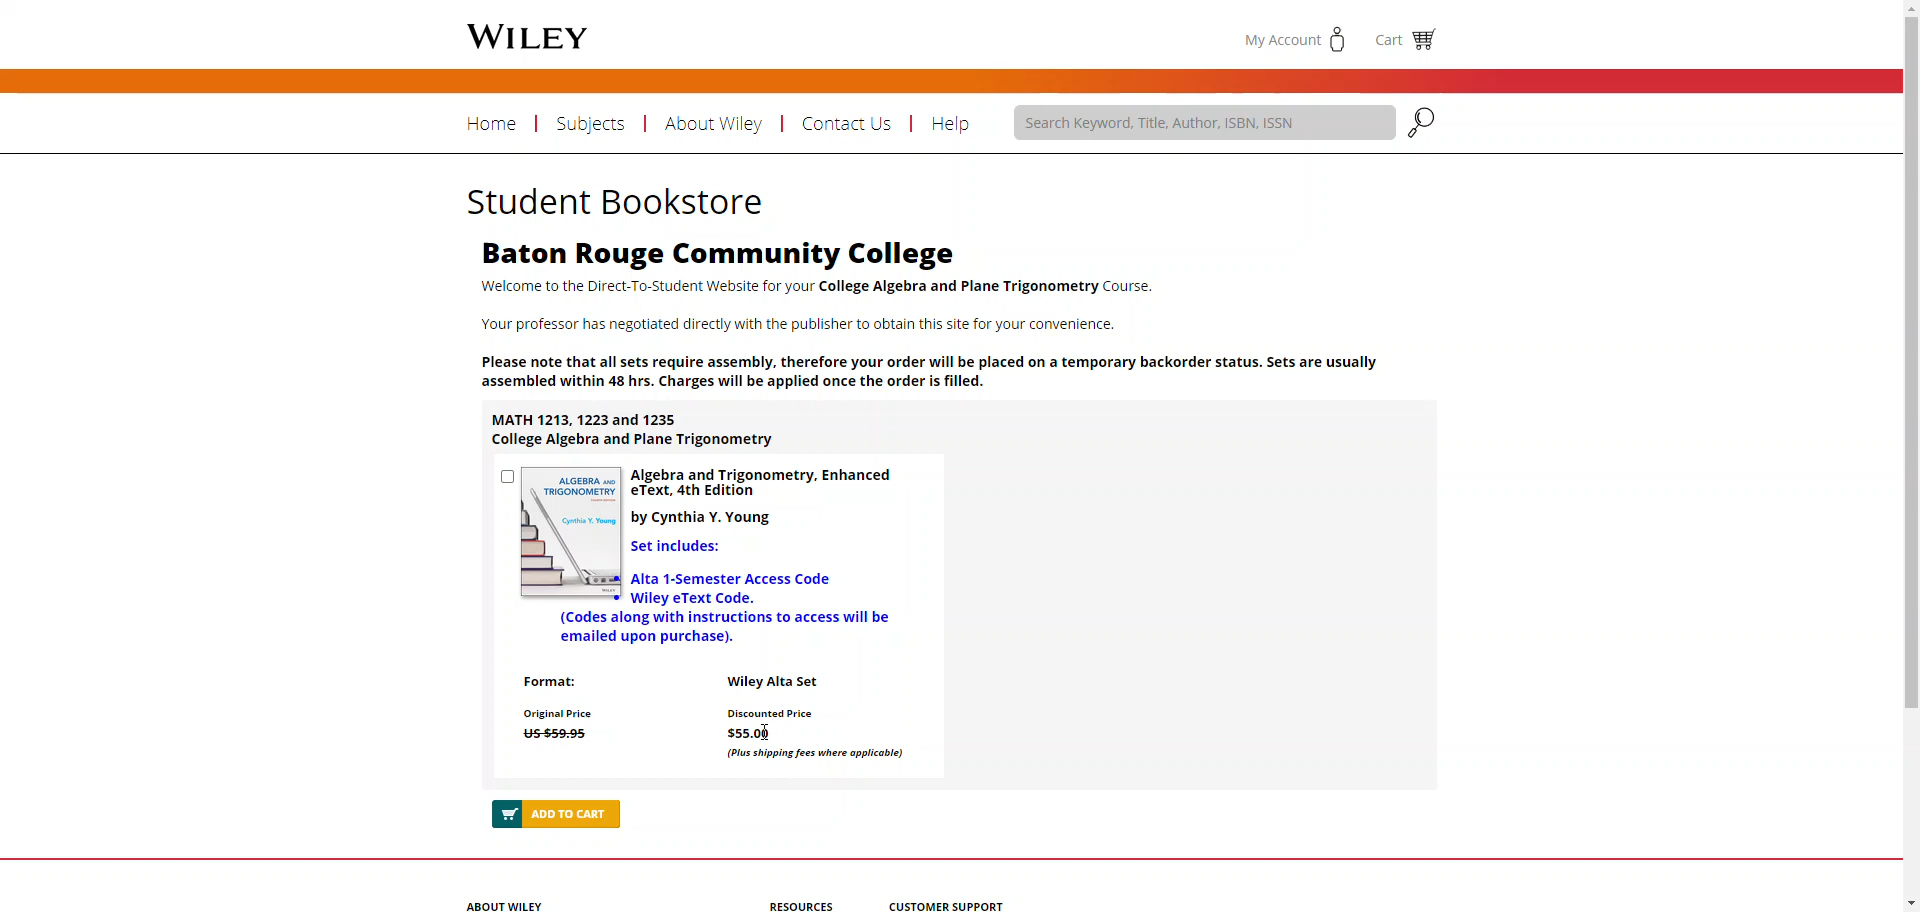 WILEY
My Account
Cart
Home
Subjects
About Wiley
Contact Us
Help
Search Keyword, Title, Author, ISBN, ISSN
Student Bookstore
Baton Rouge Community College
Welcome to the Direct-To-Student Website for your College Algebra and Plane Trigonometry Course.
Your professor has negotiated directly with the publisher to obtain this site for your convenience.
Please note that all sets require assembly, therefore your order will be placed on a temporary backorder status. Sets are usually
assembled within 48 hrs. Charges will be applied once the order is filled.
MATH 1213, 1223 and 1235
College Algebra and Plane Trigonometry
ALGEBRA AND
TRIGONOMETRY
Cynthia Y. Young
WILEY
Algebra and Trigonometry, Enhanced
eText, 4th Edition
by Cynthia Y. Young
Set includes:
Alta 1-Semester Access Code
Wiley eText Code.
(Codes along with instructions to access will be
emailed upon purchase).
Format:
Wiley Alta Set
Original Price
Discounted Price
US $59.95
$55.00
(Plus shipping fees where applicable)
ADD TO CART
ABOUT WILEY
RESOURCES
CUSTOMER SUPPORT